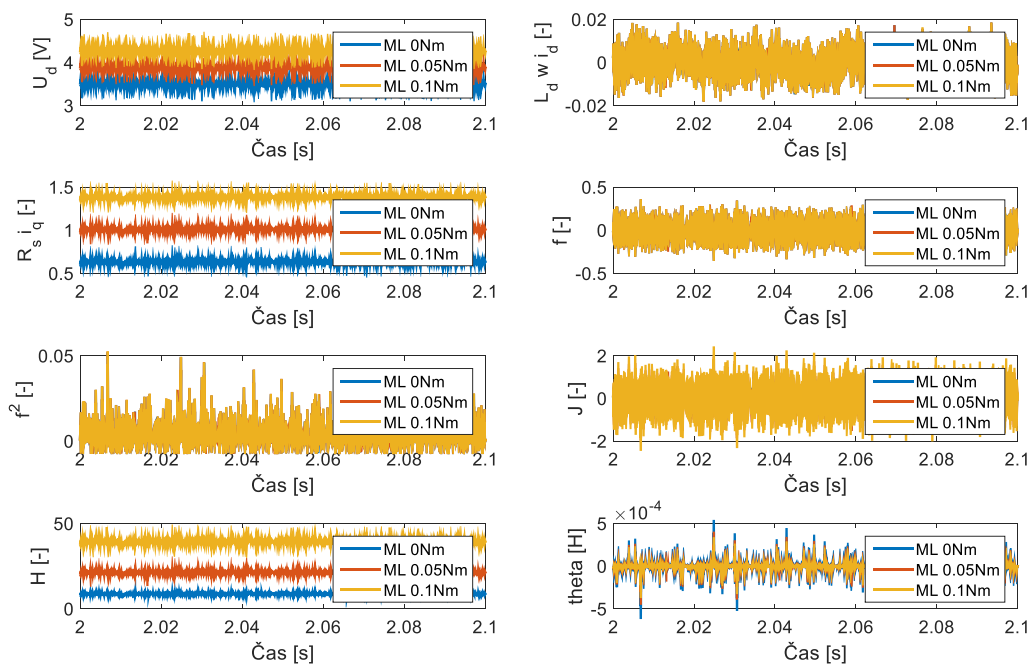 5
4
3
U_d [V]
ML 0Nm
ML 0.05Nm
ML 0.1Nm
2 2.02 2.04 2.06 2.08 2.1
Čas [s]
0.02
0
-0.02
L_d w i_d [-]
ML 0Nm
ML 0.05Nm
ML 0.1Nm
2 2.02 2.04 2.06 2.08 2.1
Čas [s]
1.5
1
0.5
R_s i_q [-]
ML 0Nm
ML 0.05Nm
ML 0.1Nm
2 2.02 2.04 2.06 2.08 2.1
Čas [s]
0.5
0
-0.5
f [-]
ML 0Nm
ML 0.05Nm
ML 0.1Nm
2 2.02 2.04 2.06 2.08 2.1
Čas [s]
0.05
0
f² [-]
ML 0Nm
ML 0.05Nm
ML 0.1Nm
2 2.02 2.04 2.06 2.08 2.1
Čas [s]
2
0
-2
J [-]
ML 0Nm
ML 0.05Nm
ML 0.1Nm
2 2.02 2.04 2.06 2.08 2.1
Čas [s]
50
0
H [-]
ML 0Nm
ML 0.05Nm
ML 0.1Nm
2 2.02 2.04 2.06 2.08 2.1
Čas [s]
×10⁻⁴
5
0
-5
theta [H]
ML 0Nm
ML 0.05Nm
ML 0.1Nm
2 2.02 2.04 2.06 2.08 2.1
Čas [s]